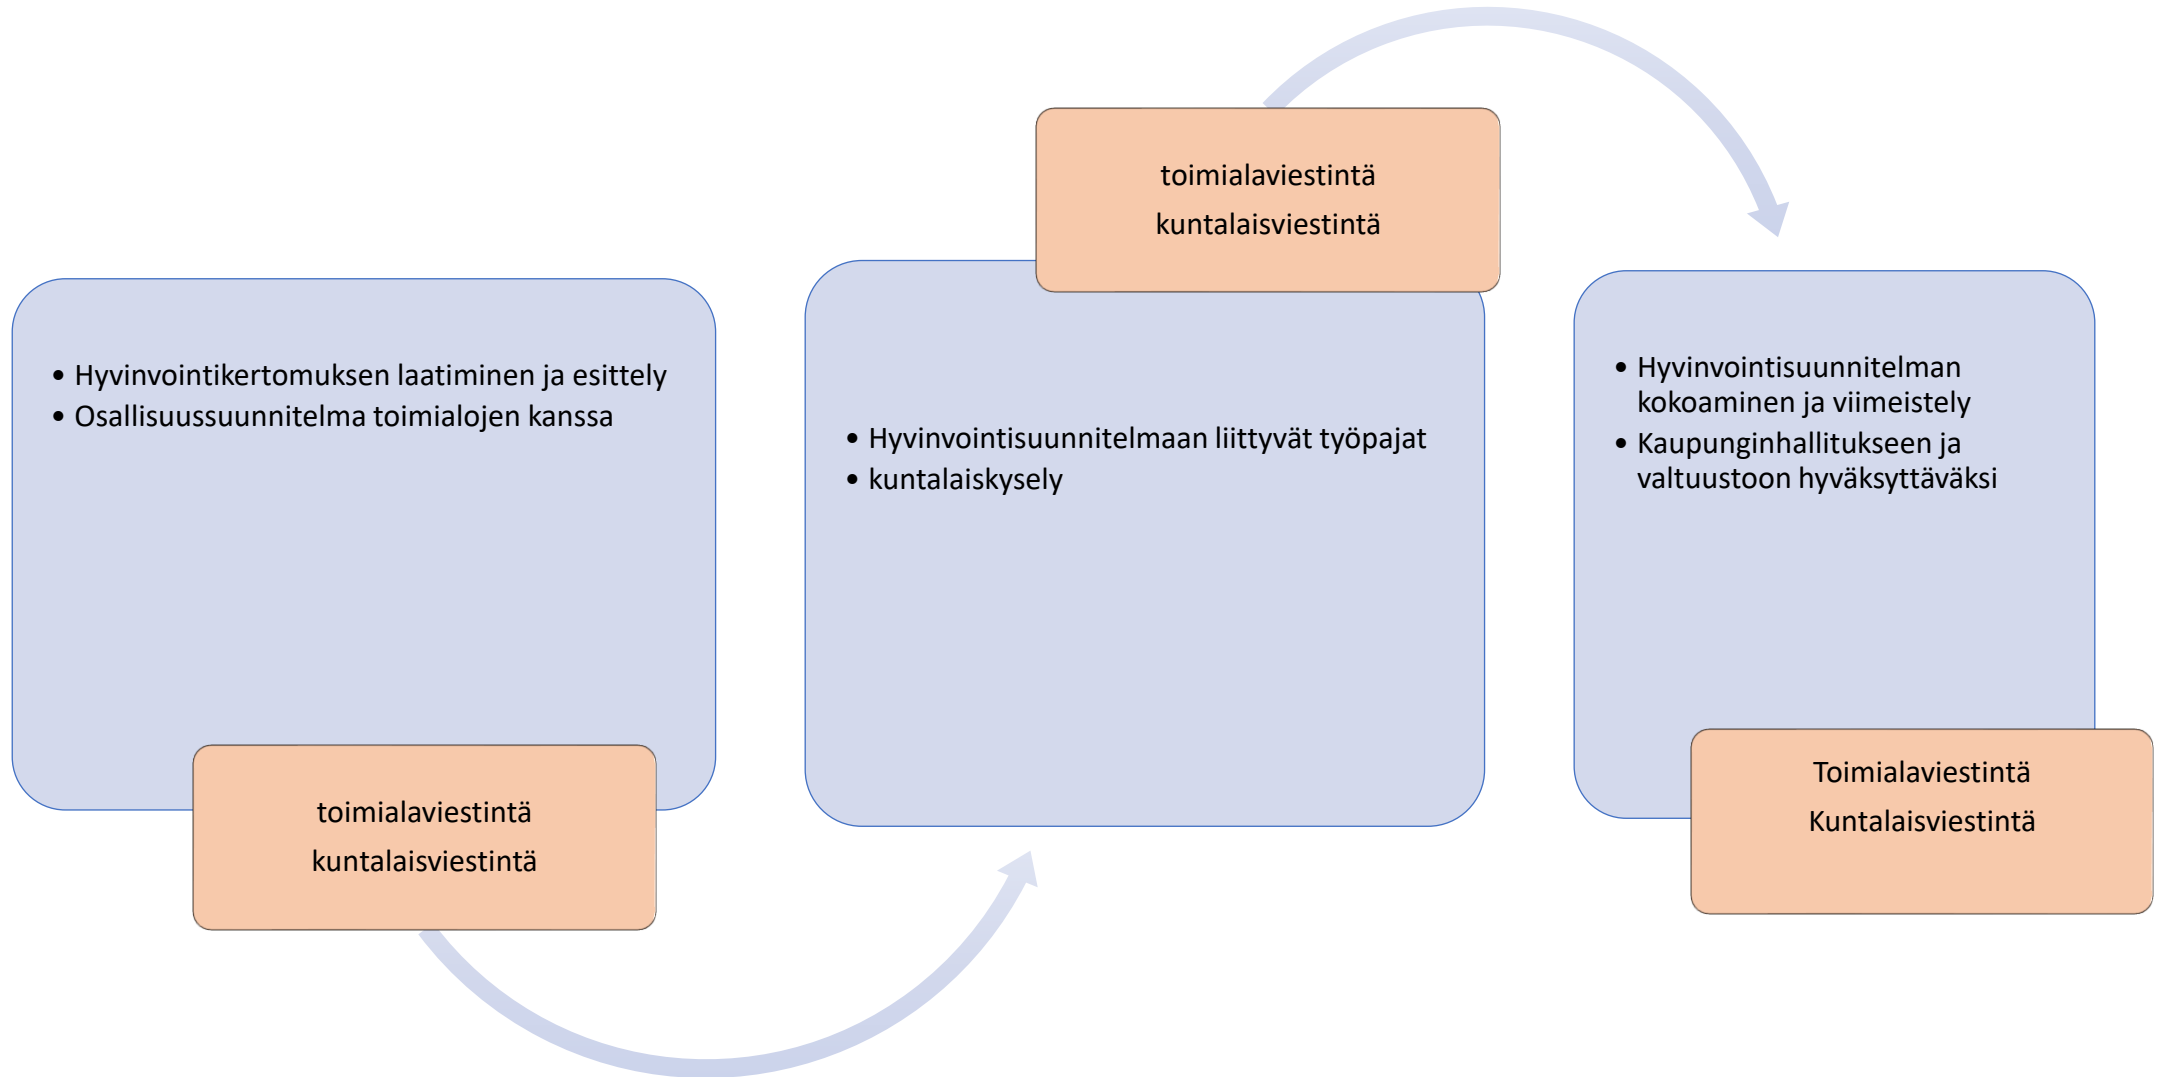 • Hyvinvointikertomuksen laatiminen ja esittely
• Osallisuussuunnitelma toimialojen kanssa
toimialaviestintä
kuntalaisviestintä
toimialaviestintä
kuntalaisviestintä
• Hyvinvointisuunnitelmaan liittyvät työpajat
• kuntalaiskysely
• Hyvinvointisuunnitelman
kokoaminen ja viimeistely
• Kaupunginhallitukseen ja
valtuustoon hyväksyttäväksi
Toimialaviestintä
Kuntalaisviestintä